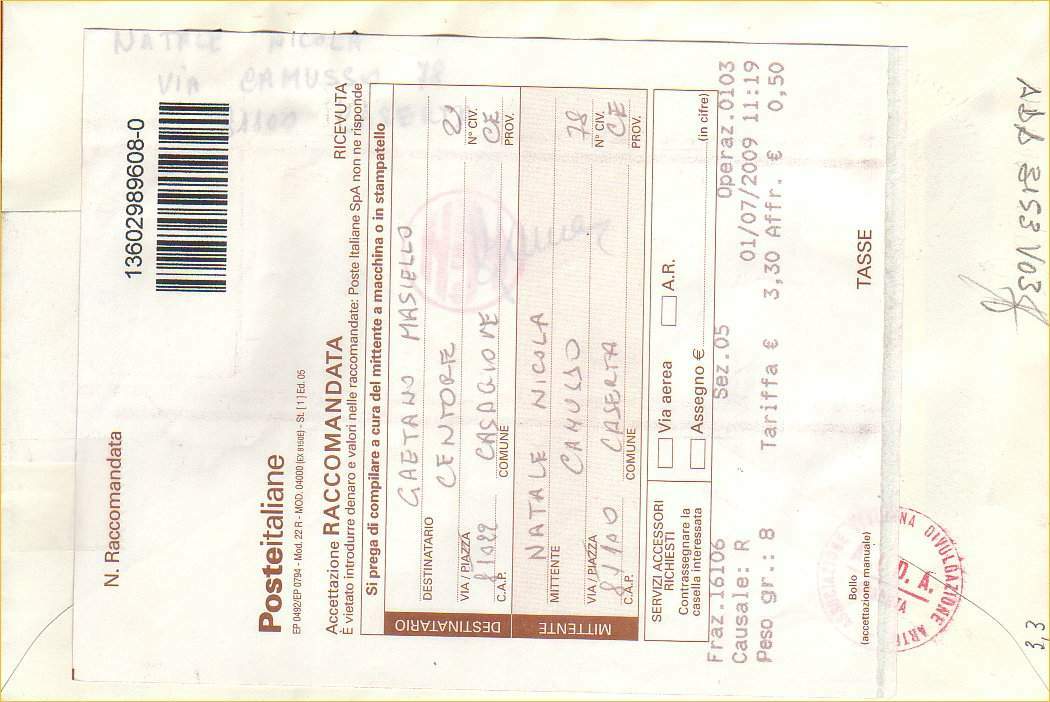 NATALE NICOLA
VIA CAMUSSO 78
N. Raccomandata
13602989608-0
Posteitaliane
EP 0492/EP 0794 - Mod. 22 R - MOD. 04000 (EX 8150E) - St. [1] Ed. 05
Accettazione RACCOMANDATA
RICEVUTA
È vietato introdurre denaro e valori nelle raccomandate: Poste Italiane SpA non ne risponde
Si prega di compilare a cura del mittente a macchina o in stampatello
DESTINATARIO
GAETANO MASIELLO
DESTINATARIO
CENTORE
VIA / PIAZZA
N° CIV.
81022 CASAGIOVE CE
C.A.P. COMUNE PROV.
MITTENTE
NATALE NICOLA
MITTENTE
CAMUSSO 78
VIA / PIAZZA N° CIV.
81100 CASERTA CE
C.A.P. COMUNE PROV.
SERVIZI ACCESSORI
RICHIESTI
Contrassegnare la
casella interessata
Via aerea A.R.
Assegno € (in cifre)
Fraz.16106 Sez.05 Operaz.0103
Causale: R 01/07/2009 11:19
Peso gr.: 8 Tariffa € 3,30 Affr. € 0,50
TASSE
Bollo
(accettazione manuale)
DIVULGAZIONE ARTE
D. A.
3,3